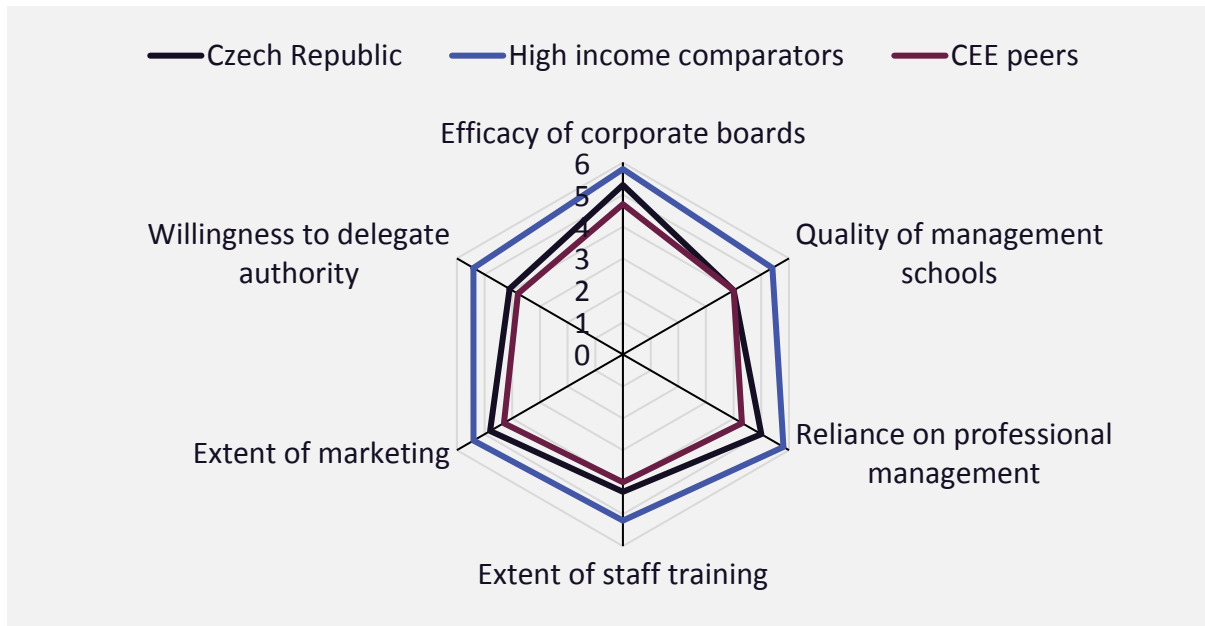 Czech Republic High income comparators CEE peers
Efficacy of corporate boards
6
5
4
3
2
1
0
Quality of management
schools
Reliance on professional
management
Extent of staff training
Extent of marketing
Willingness to delegate
authority